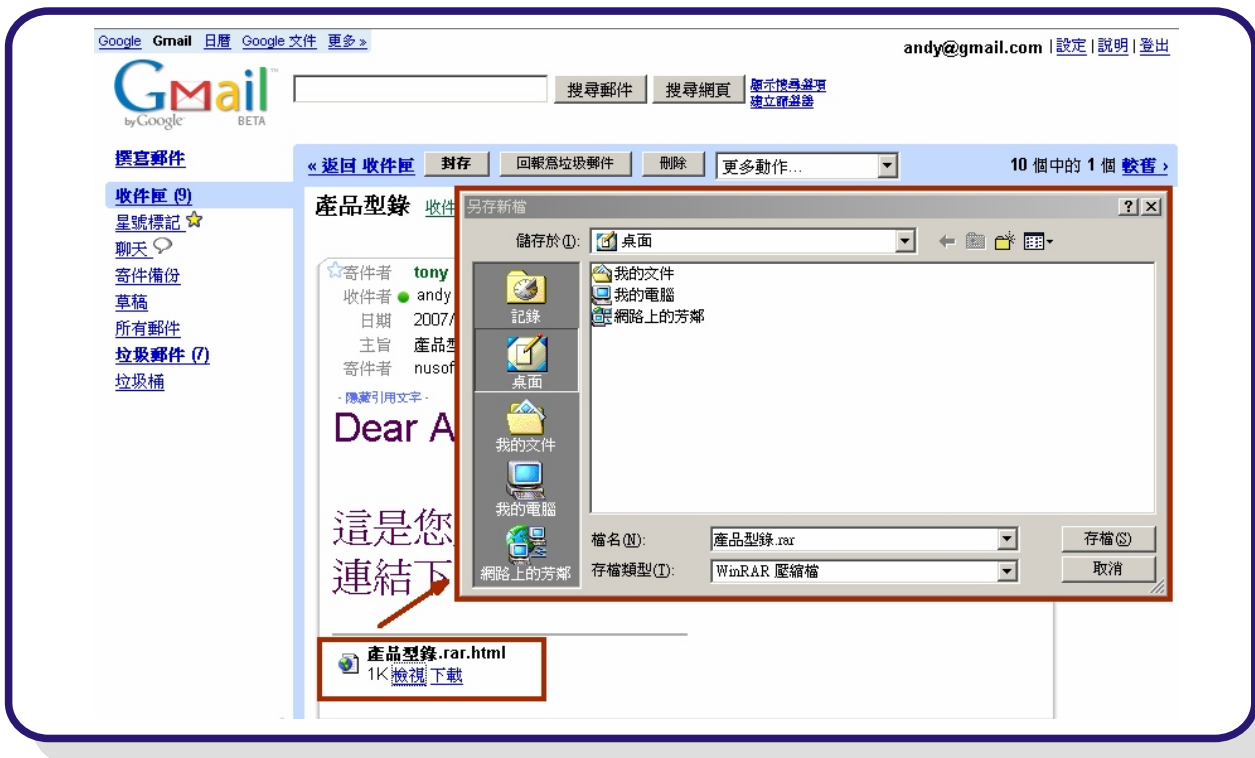 Google Gmail 日曆 Google 文件 更多 »
andy@gmail.com | 設定 | 說明 | 登出
Gmail™
by Google BETA
搜尋郵件 搜尋網頁 顯示搜尋選項
建立篩選器
撰寫郵件
« 返回 收件匣 封存 回報為垃圾郵件 刪除 更多動作... 10 個中的 1 個 較舊 ›
收件匣 (9)
星號標記
聊天
寄件備份
草稿
所有郵件
垃圾郵件 (7)
垃圾桶
產品型錄 收件
寄件者 tony
收件者 andy
日期 2007/
主旨 產品型
寄件者 nusof
- 隱藏引用文字 -
Dear A
這是您
連結下
產品型錄.rar.html
1K 檢視 下載
另存新檔
儲存於(I): 桌面
記錄
桌面
我的文件
我的電腦
網路上的芳鄰
我的文件
我的電腦
網路上的芳鄰
檔名(N): 產品型錄.rar 存檔(S)
存檔類型(T): WinRAR 壓縮檔 取消